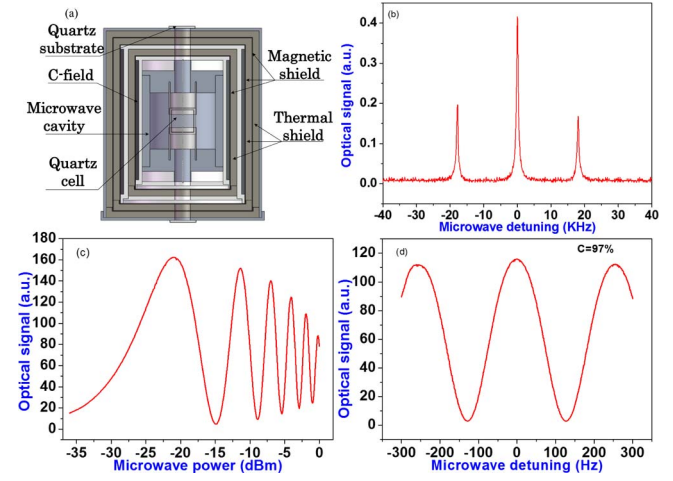 (a)
Quartz
substrate
C-field
Microwave
cavity
Quartz
cell
Magnetic
shield
Thermal
shield
(b)
Optical signal (a.u.)
0.4
0.3
0.2
0.1
0.0
-40 -30 -20 -10 0 10 20 30 40
Microwave detuning (KHz)
(c)
Optical signal (a.u.)
180
160
140
120
100
80
60
40
20
0
-35 -30 -25 -20 -15 -10 -5 0
Microwave power (dBm)
(d)
C=97%
Optical signal (a.u.)
120
100
80
60
40
20
0
-300 -200 -100 0 100 200 300
Microwave detuning (Hz)